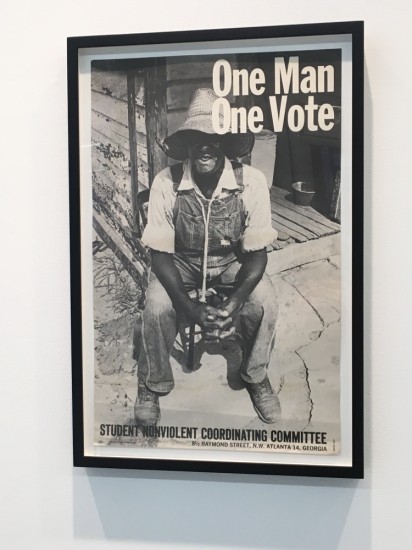 One Man
One Vote
STUDENT NONVIOLENT COORDINATING COMMITTEE
8½ RAYMOND STREET, N.W. ATLANTA 14, GEORGIA